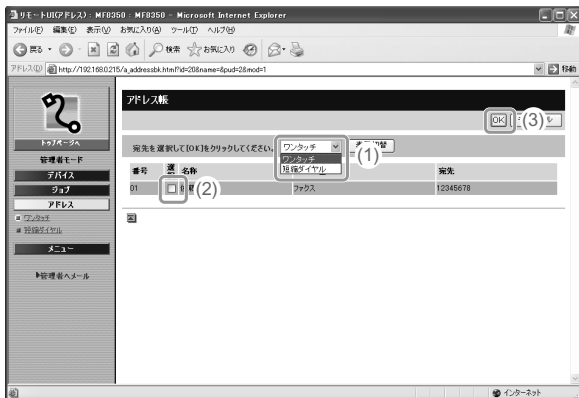 リモートUI(アドレス) : MF8350 : MF8350 - Microsoft Internet Explorer
ファイル(F) 編集(E) 表示(V) お気に入り(A) ツール(T) ヘルプ(H)
戻る 検索 お気に入り
アドレス(D) http://192.168.0.215/a_addressbk.html?id=20&name=&pud=2&mod=1 移動
アドレス帳
OK (3)
トップページへ
宛先を選択して[OK]をクリックしてください。 ワンタッチ (1)
ワンタッチ
短縮ダイヤル
管理者モード
デバイス
ジョブ
アドレス
ワンタッチ
短縮ダイヤル
メニュー
管理者へメール
番号 選択 名称 宛先
01 (2) ファクス 12345678
インターネット